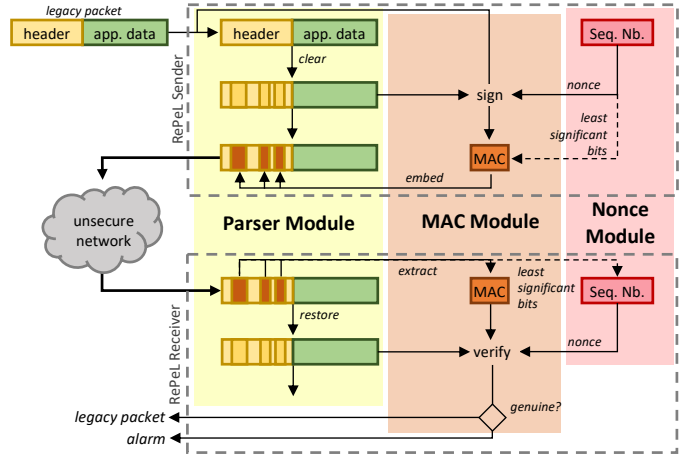 legacy packet
header
app. data
header
app. data
Seq. Nb.
clear
RePeL Sender
sign
nonce
least
significant
bits
MAC
embed
unsecure
network
Parser Module
MAC Module
Nonce
Module
extract
least
significant
bits
MAC
Seq. Nb.
restore
RePeL Receiver
verify
nonce
genuine?
legacy packet
alarm